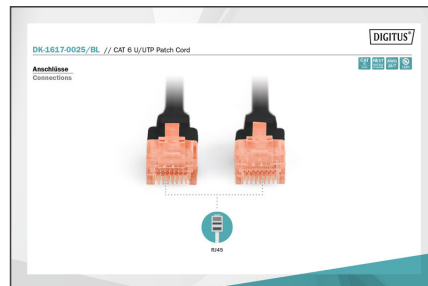 DIGITUS®
DK-1617-0025/BL // CAT 6 U/UTP Patch Cord
Anschlüsse
Connections
RJ45